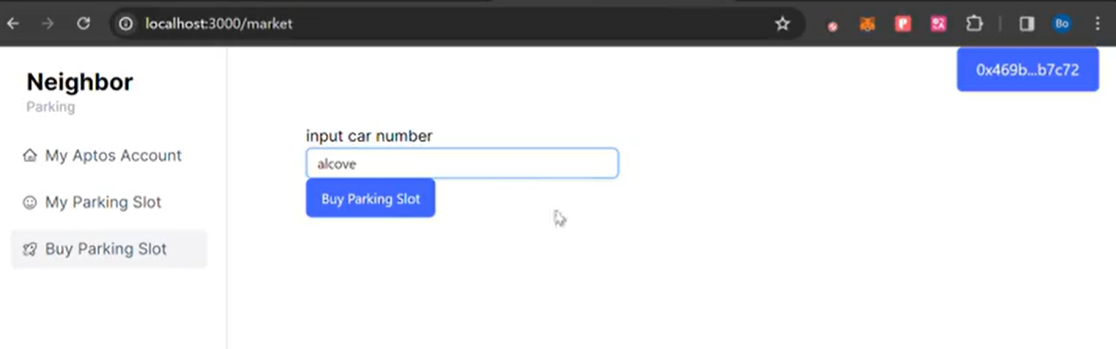 localhost:3000/market
Bo
Neighbor
Parking
0x469b...b7c72
My Aptos Account
My Parking Slot
Buy Parking Slot
input car number
alcove
Buy Parking Slot